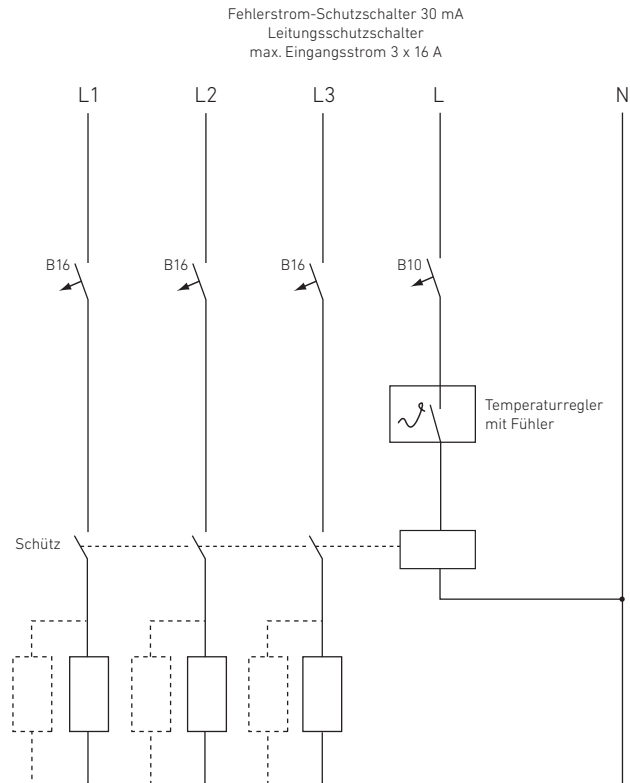 Fehlerstrom-Schutzschalter 30 mA
Leitungsschutzschalter
max. Eingangsstrom 3 x 16 A
L1 L2 L3 L N
B16 B16 B16 B10
Temperaturregler
mit Fühler
Schütz